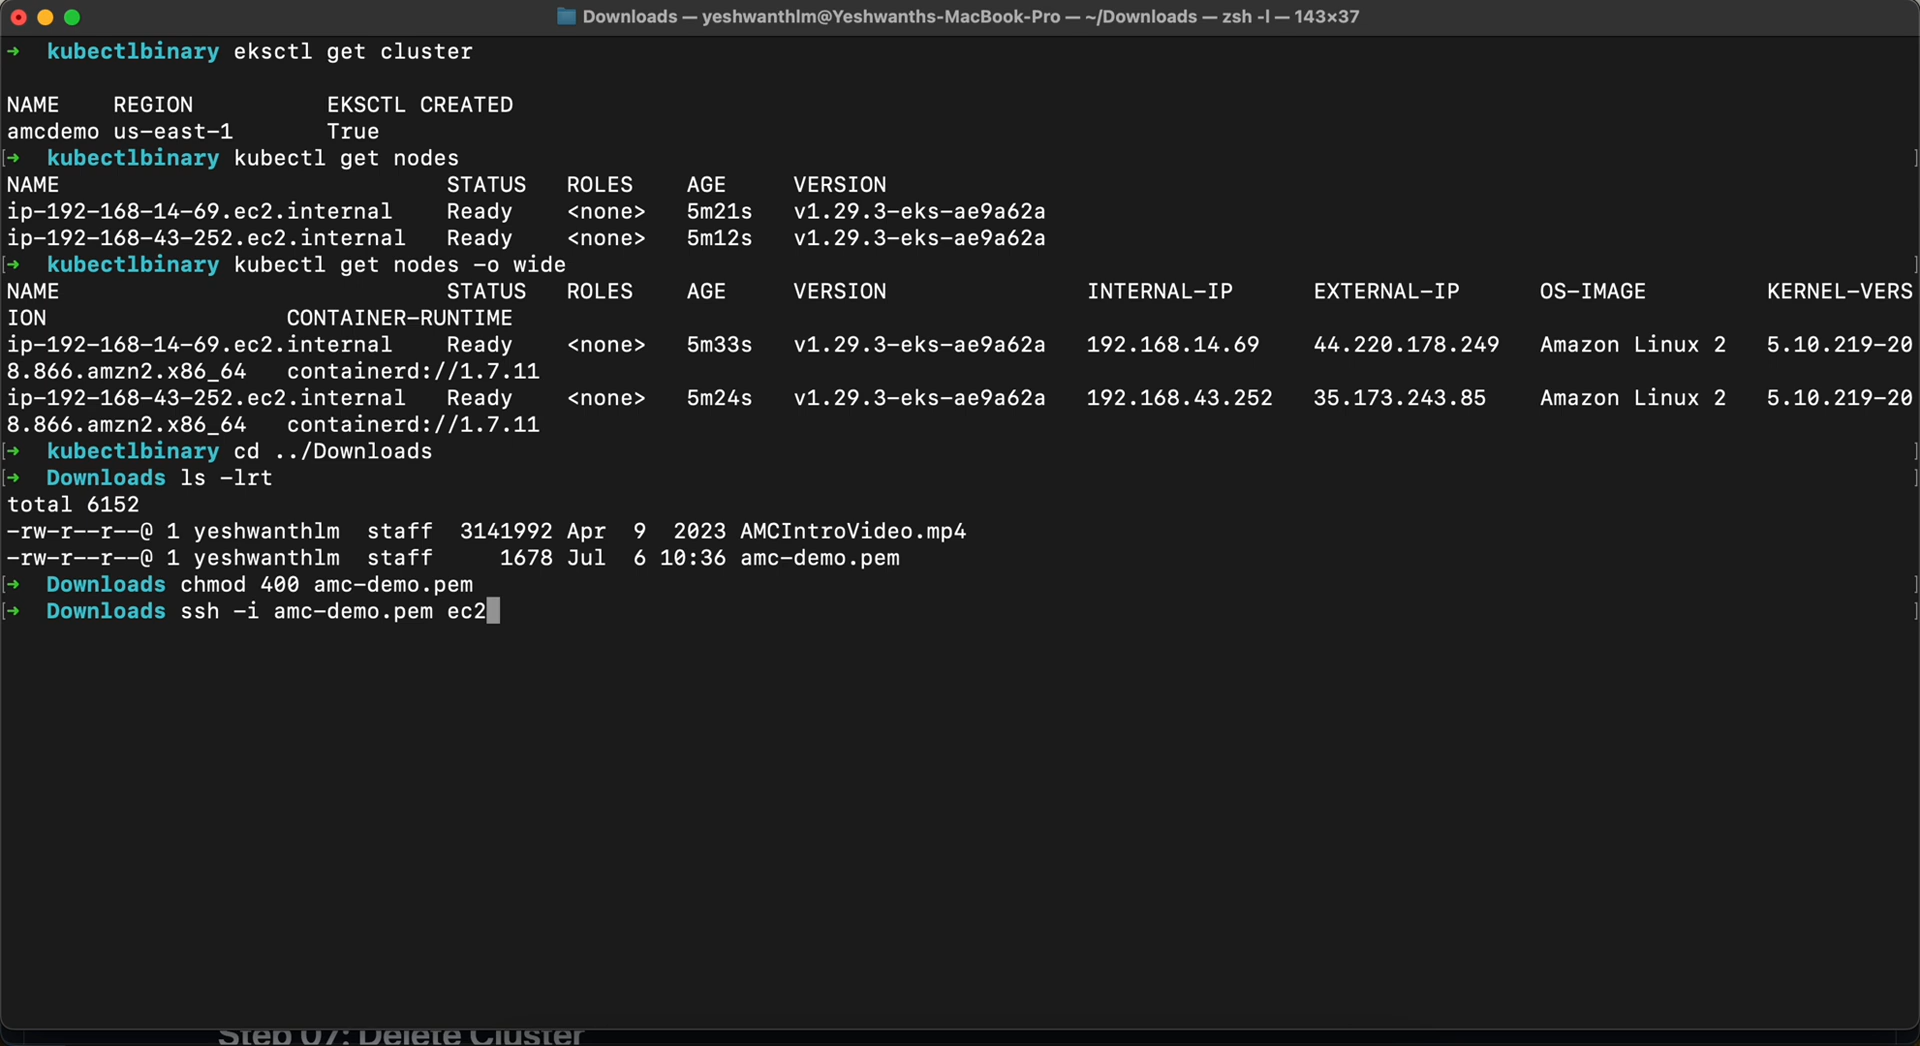 Downloads — yeshwanthlm@Yeshwanths-MacBook-Pro — ~/Downloads — zsh -l — 143×37
→ kubectlbinary eksctl get cluster
NAME REGION EKSCTL CREATED
amcdemo us-east-1 True
[→ kubectlbinary kubectl get nodes ]
NAME STATUS ROLES AGE VERSION
ip-192-168-14-69.ec2.internal Ready <none> 5m21s v1.29.3-eks-ae9a62a
ip-192-168-43-252.ec2.internal Ready <none> 5m12s v1.29.3-eks-ae9a62a
[→ kubectlbinary kubectl get nodes -o wide ]
NAME STATUS ROLES AGE VERSION INTERNAL-IP EXTERNAL-IP OS-IMAGE KERNEL-VERS
ION CONTAINER-RUNTIME
ip-192-168-14-69.ec2.internal Ready <none> 5m33s v1.29.3-eks-ae9a62a 192.168.14.69 44.220.178.249 Amazon Linux 2 5.10.219-20
8.866.amzn2.x86_64 containerd://1.7.11
ip-192-168-43-252.ec2.internal Ready <none> 5m24s v1.29.3-eks-ae9a62a 192.168.43.252 35.173.243.85 Amazon Linux 2 5.10.219-20
8.866.amzn2.x86_64 containerd://1.7.11
[→ kubectlbinary cd ../Downloads ]
[→ Downloads ls -lrt ]
total 6152
-rw-r--r--@ 1 yeshwanthlm staff 3141992 Apr 9 2023 AMCIntroVideo.mp4
-rw-r--r--@ 1 yeshwanthlm staff 1678 Jul 6 10:36 amc-demo.pem
[→ Downloads chmod 400 amc-demo.pem ]
[→ Downloads ssh -i amc-demo.pem ec2 ]
Step 07: Delete Cluster